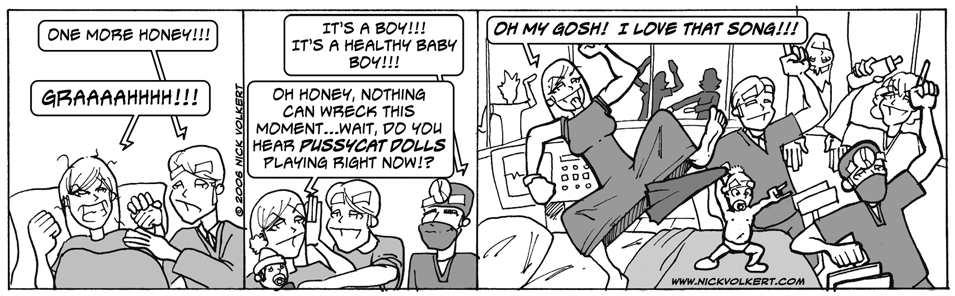 ONE MORE HONEY!!!
GRAAAAHHHH!!!
© 2006 NICK VOLKERT
IT'S A BOY!!!
IT'S A HEALTHY BABY
BOY!!!
OH HONEY, NOTHING
CAN WRECK THIS
MOMENT...WAIT, DO YOU
HEAR PUSSYCAT DOLLS
PLAYING RIGHT NOW!?
OH MY GOSH! I LOVE THAT SONG!!!
WWW.NICKVOLKERT.COM